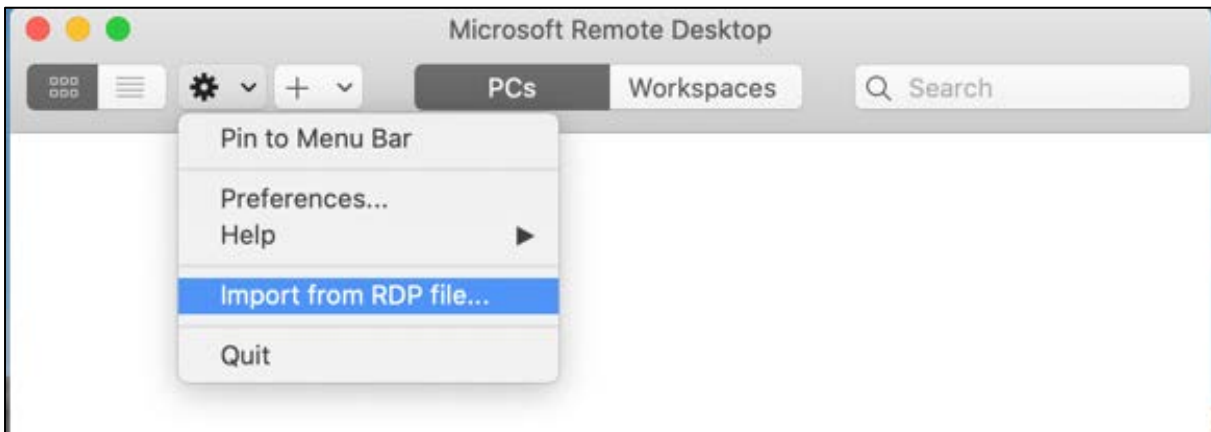 Microsoft Remote Desktop
PCs Workspaces Search
Pin to Menu Bar
Preferences...
Help
Import from RDP file...
Quit